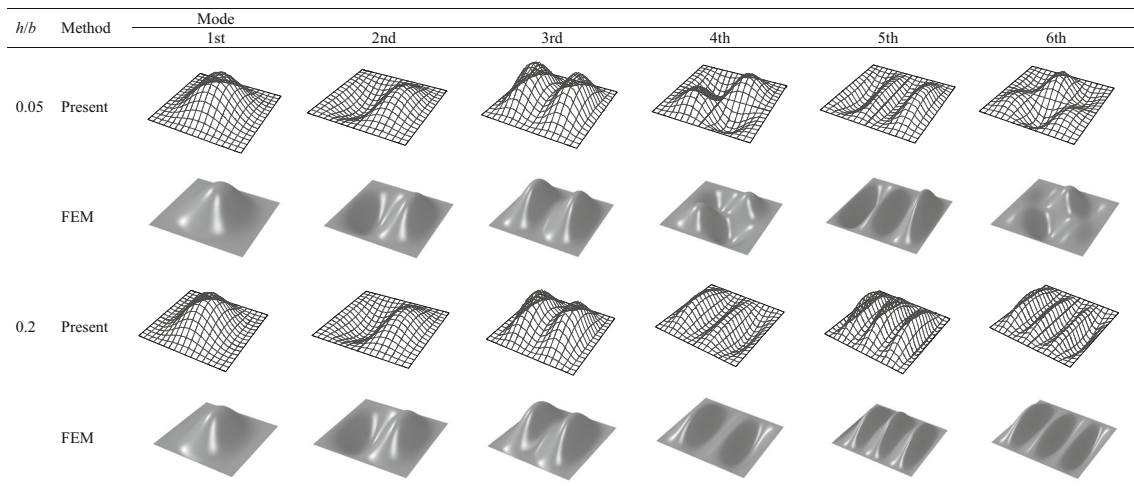 h/b Method Mode
1st 2nd 3rd 4th 5th 6th
0.05 Present
FEM
0.2 Present
FEM